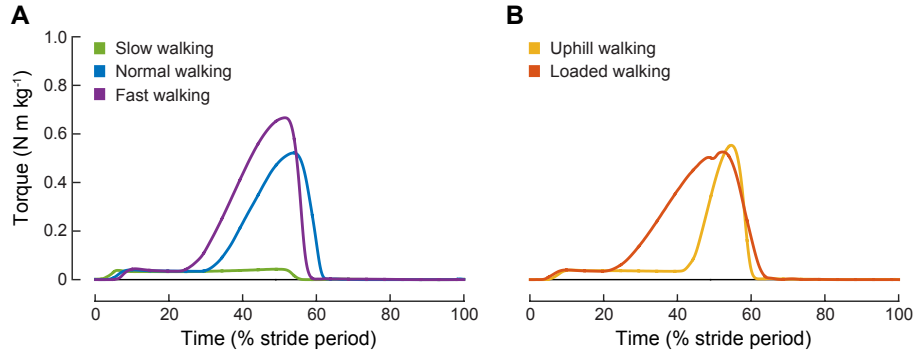 A
Torque (N m kg⁻¹)
1.0
0.8
0.6
0.4
0.2
0
Slow walking
Normal walking
Fast walking
0 20 40 60 80 100
Time (% stride period)
B
Uphill walking
Loaded walking
0 20 40 60 80 100
Time (% stride period)